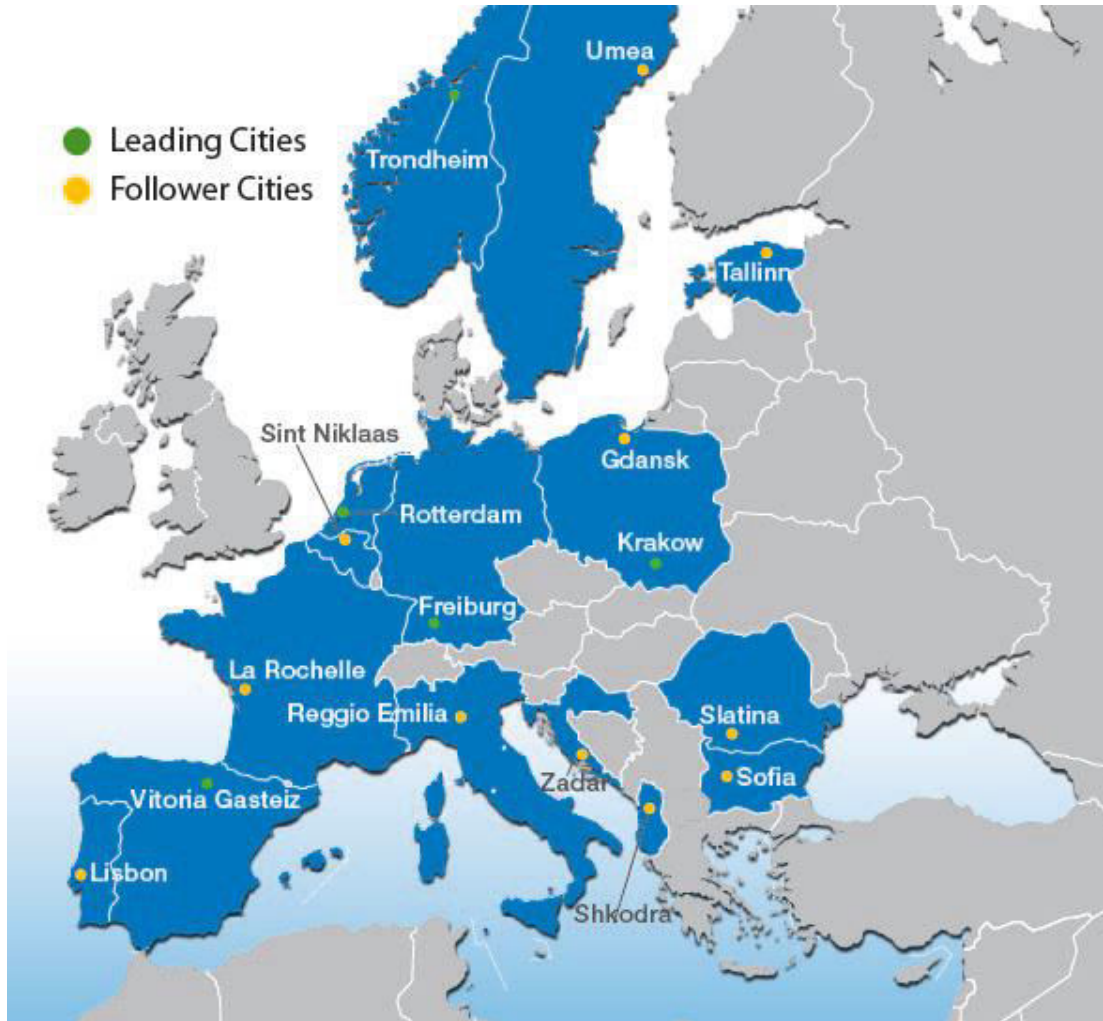 Umea
Leading Cities
Trondheim
Follower Cities
Tallinn
Sint Niklaas
Gdansk
Rotterdam
Krakow
Freiburg
La Rochelle
Reggio Emilia
Slatina
Sofia
Zadar
Vitoria Gasteiz
Lisbon
Shkodra